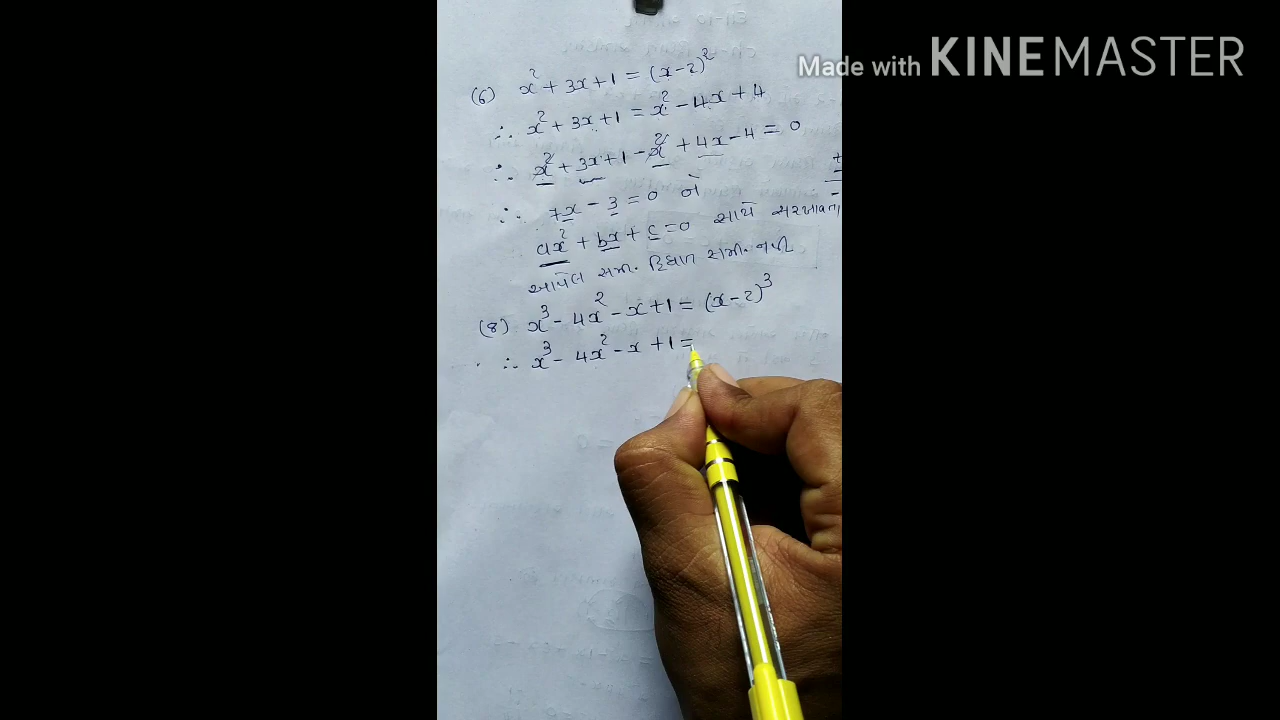 Made with KINEMASTER
(6) x² + 3x + 1 = (x-2)²
∴ x² + 3x + 1 = x² - 4x + 4
∴ x² + 3x + 1 - x² + 4x - 4 = 0
∴ 7x - 3 = 0 ને
ax² + bx + c = 0 સાથે સરખાવતા
આપેલ સમી. દ્વિઘાત સમી. નથી
(8) x³ - 4x² - x + 1 = (x-2)³
∴ x³ - 4x² - x + 1 =